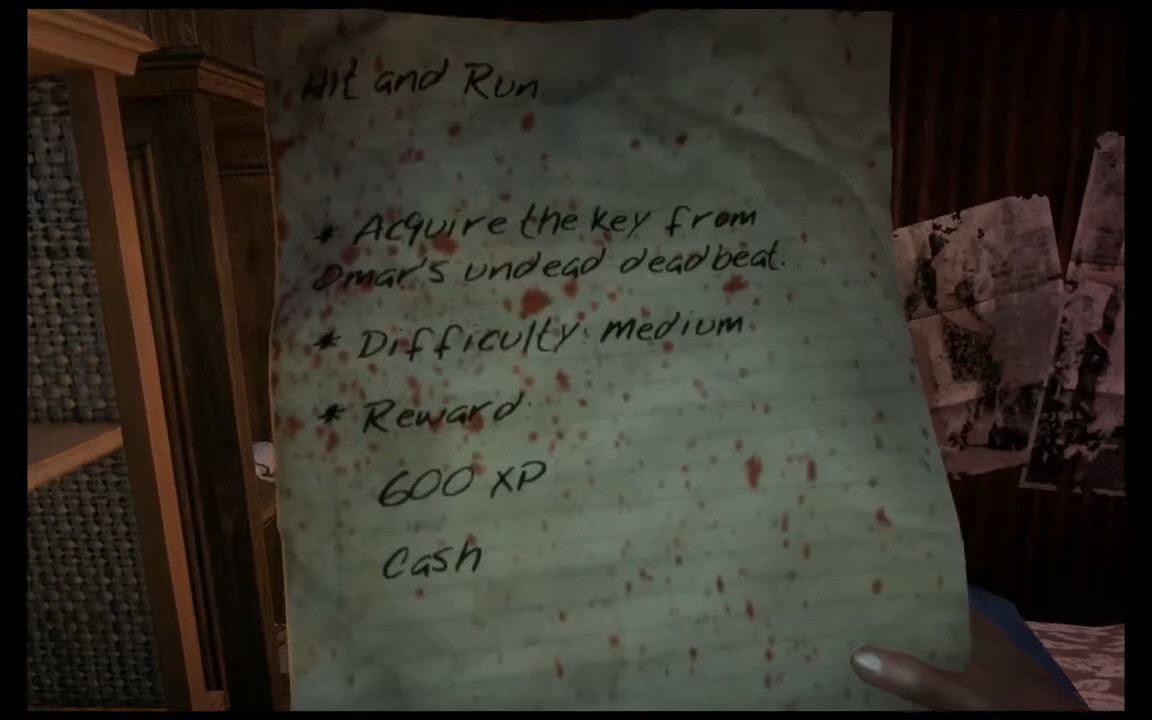 Hit and Run
* Acquire the key from
Omar's undead deadbeat.
* Difficulty: medium
* Reward:
600 XP
Cash